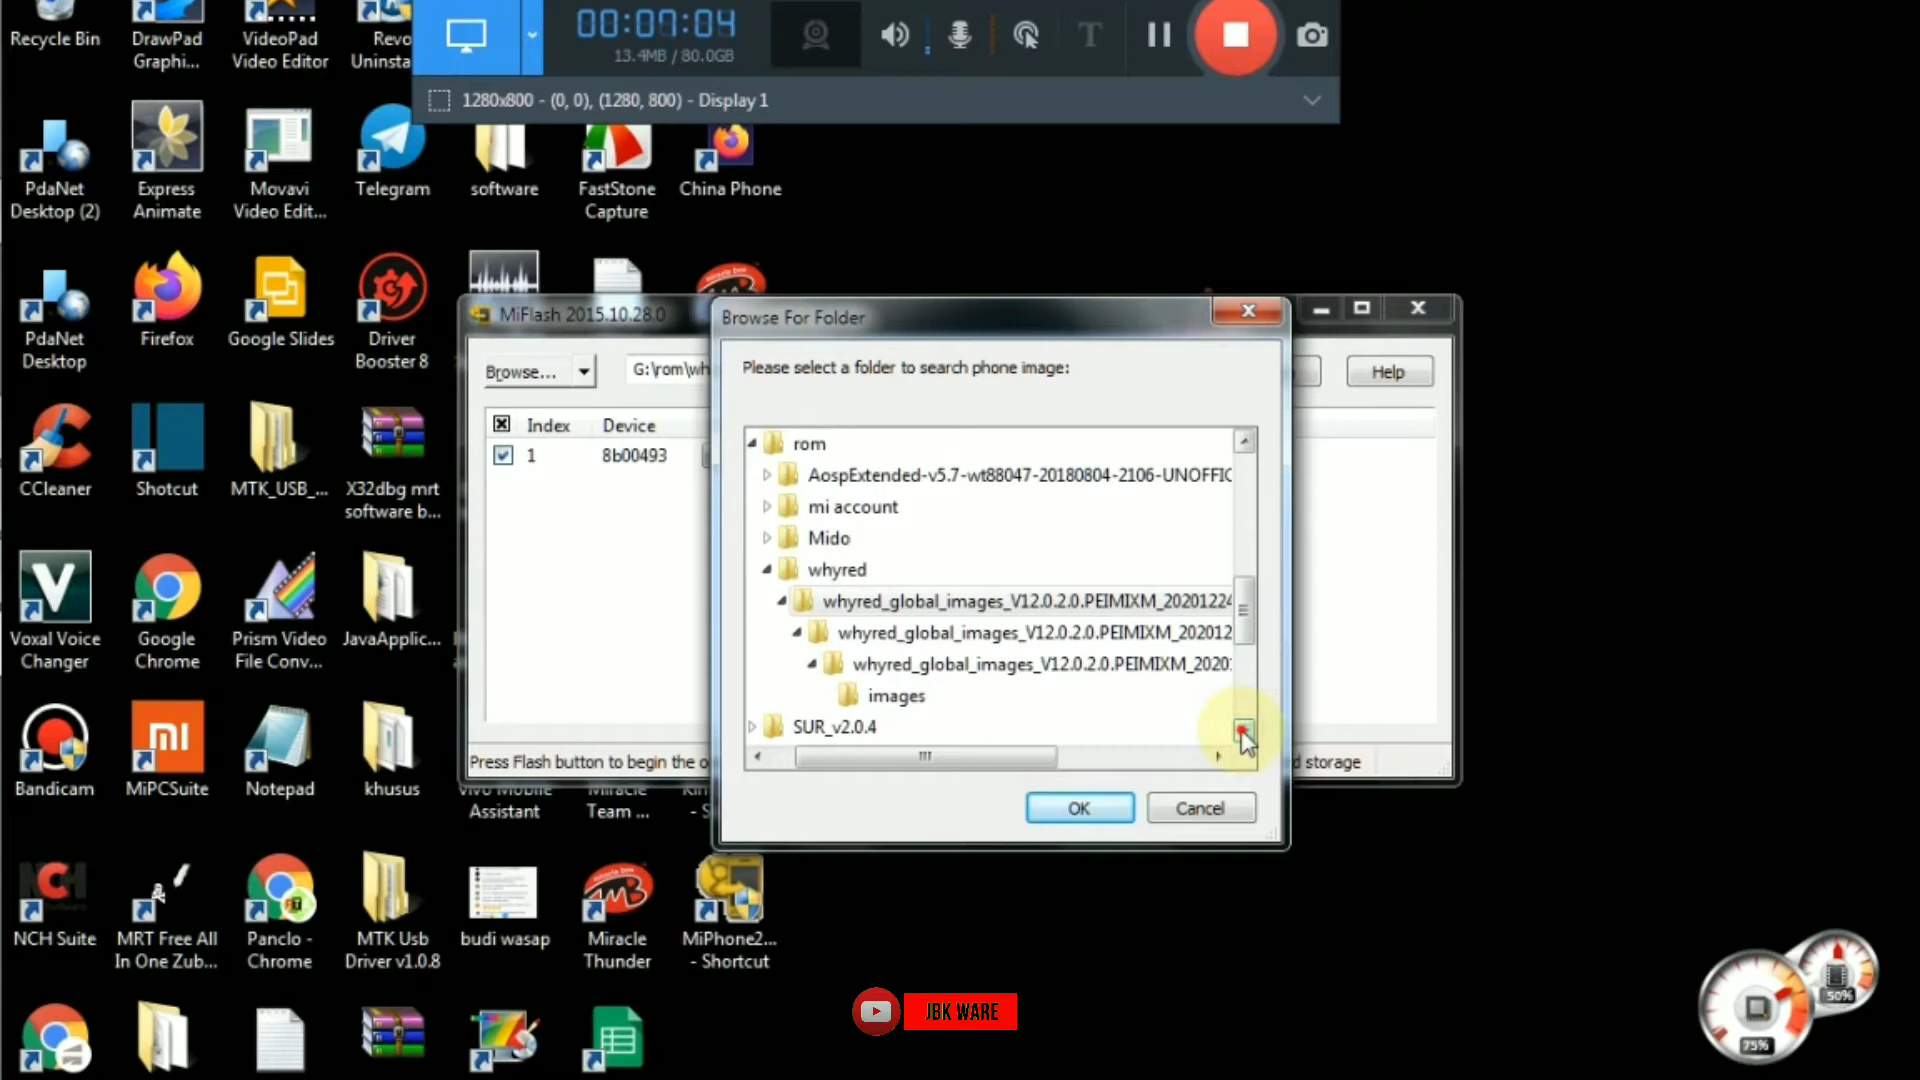 Recycle Bin
DrawPad
Graphi...
VideoPad
Video Editor
Revo
Uninsta
00:07:04
13.4MB / 80.0GB
T
1280x800 - (0, 0), (1280, 800) - Display 1
PdaNet
Desktop (2)
Express
Animate
Movavi
Video Edit...
Telegram
software
FastStone
Capture
China Phone
PdaNet
Desktop
Firefox
Google Slides
Driver
Booster 8
MiFlash 2015.10.28.0
Browse...
G:\rom\wh
Help
Index
Device
1
8b00493
Press Flash button to begin the o
d storage
Browse For Folder
Please select a folder to search phone image:
rom
AospExtended-v5.7-wt88047-20180804-2106-UNOFFIC
mi account
Mido
whyred
whyred_global_images_V12.0.2.0.PEIMIXM_20201224
whyred_global_images_V12.0.2.0.PEIMIXM_202012
whyred_global_images_V12.0.2.0.PEIMIXM_2020
images
SUR_v2.0.4
OK
Cancel
CCleaner
Shotcut
MTK_USB_...
X32dbg mrt
software b...
V
Voxal Voice
Changer
Google
Chrome
Prism Video
File Conv...
JavaApplic...
Bandicam
mi
MiPCSuite
Notepad
khusus
vivo Mobile
Assistant
Miracle
Team ...
- S
NCH
NCH Suite
MRT Free All
In One Zub...
Panclo -
Chrome
MTK Usb
Driver v1.0.8
budi wasap
Miracle
Thunder
MiPhone2...
- Shortcut
JBK WARE
50%
75%